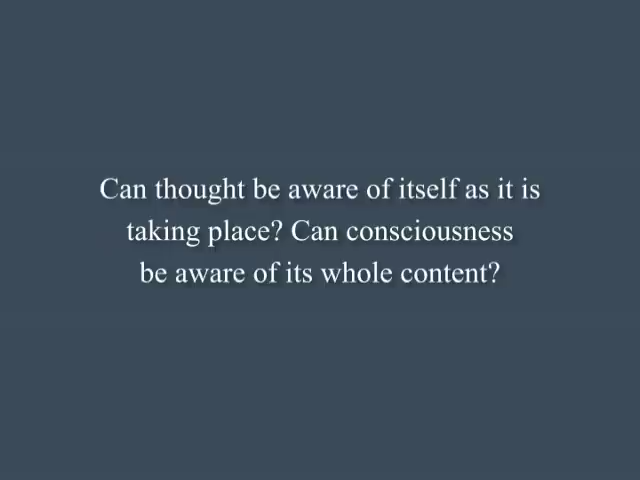 Can thought be aware of itself as it is
taking place? Can consciousness
be aware of its whole content?